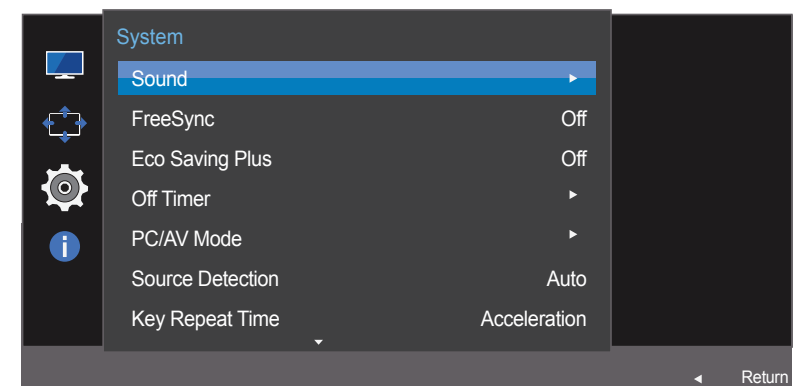 System
Sound
FreeSync Off
Eco Saving Plus Off
Off Timer
PC/AV Mode
Source Detection Auto
Key Repeat Time Acceleration
i
Return